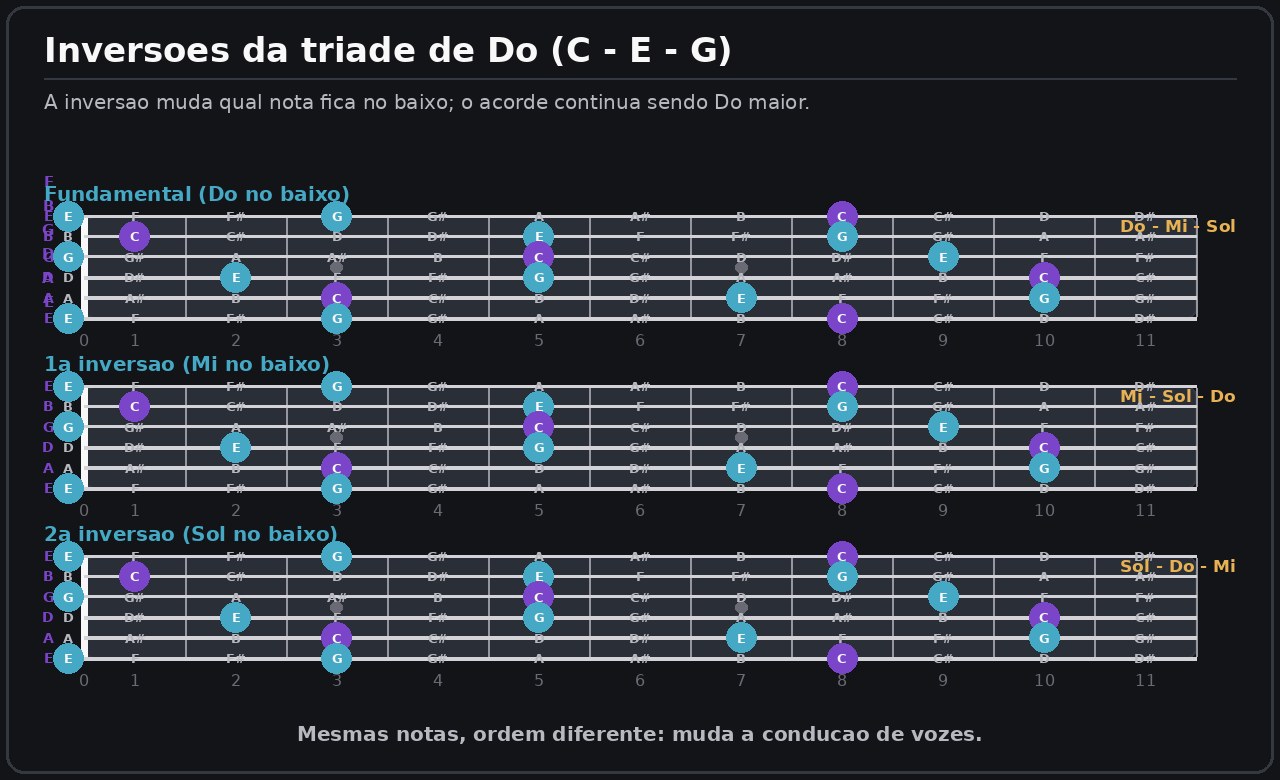 Inversoes da triade de Do (C - E - G)
A inversao muda qual nota fica no baixo; o acorde continua sendo Do maior.
Fundamental (Do no baixo)
Do - Mi - Sol
E E F F# G G# A A# B C C# D D#
B B C C# D D# E F F# G G# A A#
G G G# A A# B C C# D D# E F F#
D D D# E F F# G G# A A# B C C#
A A A# B C C# D D# E F F# G G#
E E F F# G G# A A# B C C# D D#
0 1 2 3 4 5 6 7 8 9 10 11
1a inversao (Mi no baixo)
Mi - Sol - Do
E E F F# G G# A A# B C C# D D#
B B C C# D D# E F F# G G# A A#
G G G# A A# B C C# D D# E F F#
D D D# E F F# G G# A A# B C C#
A A A# B C C# D D# E F F# G G#
E E F F# G G# A A# B C C# D D#
0 1 2 3 4 5 6 7 8 9 10 11
2a inversao (Sol no baixo)
Sol - Do - Mi
E E F F# G G# A A# B C C# D D#
B B C C# D D# E F F# G G# A A#
G G G# A A# B C C# D D# E F F#
D D D# E F F# G G# A A# B C C#
A A A# B C C# D D# E F F# G G#
E E F F# G G# A A# B C C# D D#
0 1 2 3 4 5 6 7 8 9 10 11
Mesmas notas, ordem diferente: muda a conducao de vozes.